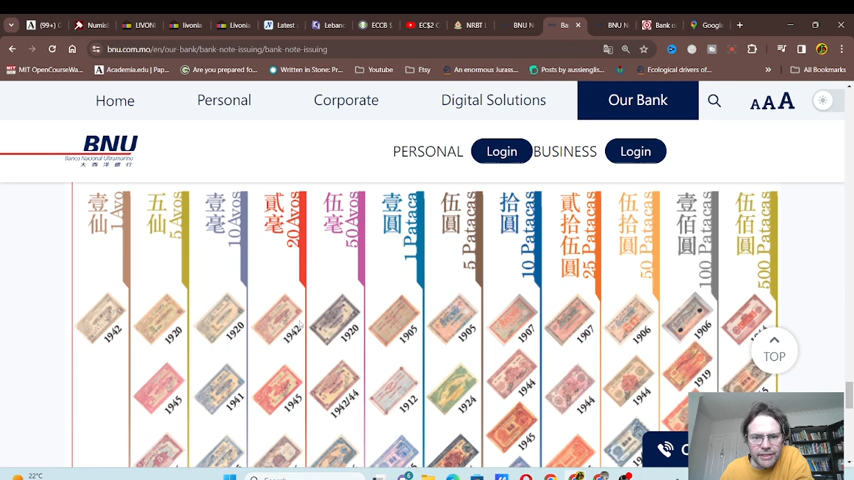 (99+)
Numis
LIVON
livonia
Livonia
Latest
Leban
ECCB S
EC$2 C
NRBT L
BNU N
Ba
BNU N
Bank o
Google
bnu.com.mo/en/our-bank/bank-note-issuing/bank-note-issuing
MIT OpenCourseWa...
Academia.edu | Pap...
Are you prepared fo...
Written in Stone: Pr...
Youtube
Etsy
An enormous Jurass...
Posts by aussienglis...
Ecological drivers of...
All Bookmarks
Home
Personal
Corporate
Digital Solutions
Our Bank
A A A
BNU
Banco Nacional Ultramarino
大西洋銀行
PERSONAL
Login
BUSINESS
Login
壹仙
1 Avo
五仙
5 Avos
壹毫
10 Avos
貳毫
20 Avos
伍毫
50 Avos
壹圓
1 Pataca
伍圓
5 Patacas
拾圓
10 Patacas
貳拾伍圓
25 Patacas
伍拾圓
50 Patacas
壹佰圓
100 Patacas
伍佰圓
500 Patacas
1942
1920
1920
1942
1920
1905
1905
1907
1907
1906
1906
1945
1941
1945
1942/44
1912
1924
1944
1945
1944
1944
1919
TOP
22°C
Search